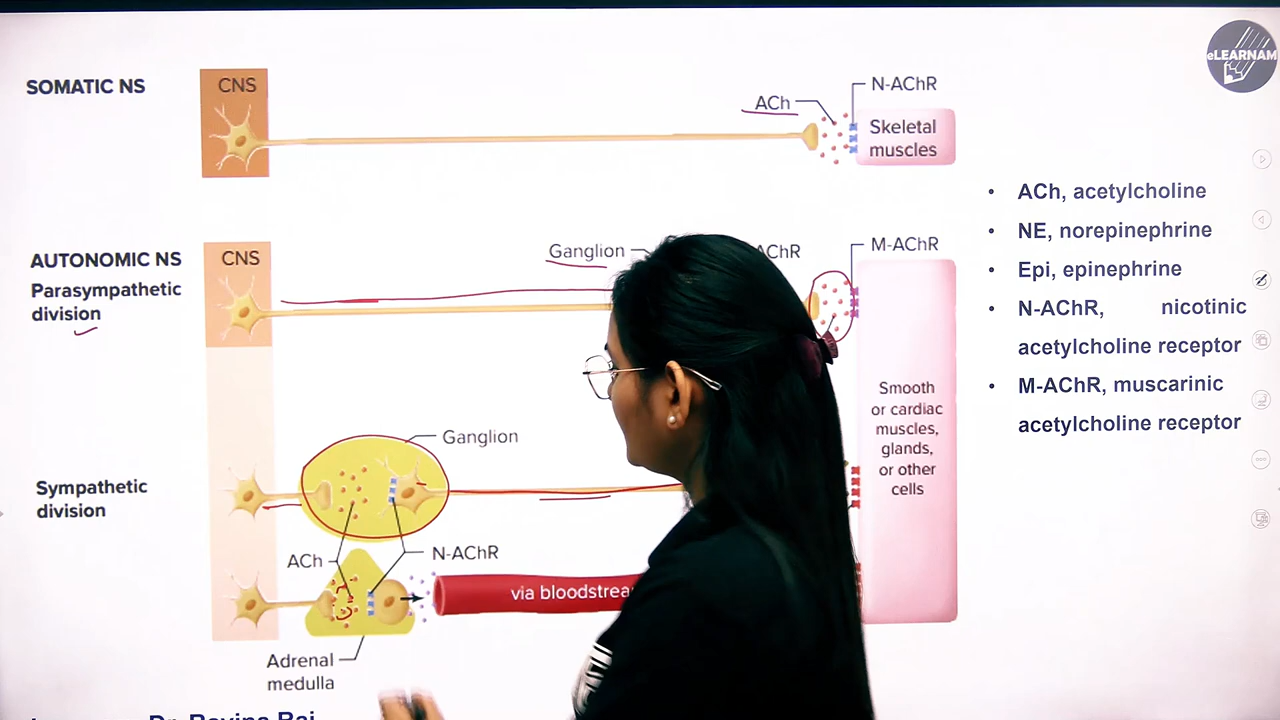 eLEARNAM
SOMATIC NS
CNS
ACh
N-AChR
Skeletal
muscles
AUTONOMIC NS
Parasympathetic
division
CNS
Ganglion
AChR
M-AChR
Smooth
or cardiac
muscles,
glands,
or other
cells
Sympathetic
division
Ganglion
ACh
N-AChR
via bloodstrea
Adrenal
medulla
• ACh, acetylcholine
• NE, norepinephrine
• Epi, epinephrine
• N-AChR, nicotinic
acetylcholine receptor
• M-AChR, muscarinic
acetylcholine receptor